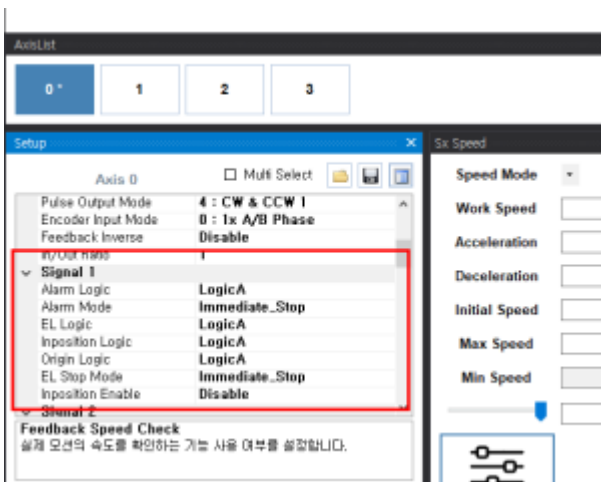 AxisList
0 *
1
2
3
Setup
Sx Speed
Axis 0
Multi Select
Pulse Output Mode 4 : CW & CCW 1
Encoder Input Mode 0 : 1x A/B Phase
Feedback Inverse Disable
In/Out Ratio 1
Signal 1
Alarm Logic LogicA
Alarm Mode Immediate_Stop
EL Logic LogicA
Inposition Logic LogicA
Origin Logic LogicA
EL Stop Mode Immediate_Stop
Inposition Enable Disable
Signal 2
Feedback Speed Check
실제 모션의 속도를 확인하는 기능 사용 여부를 설정합니다.
Speed Mode
Work Speed
Acceleration
Deceleration
Initial Speed
Max Speed
Min Speed